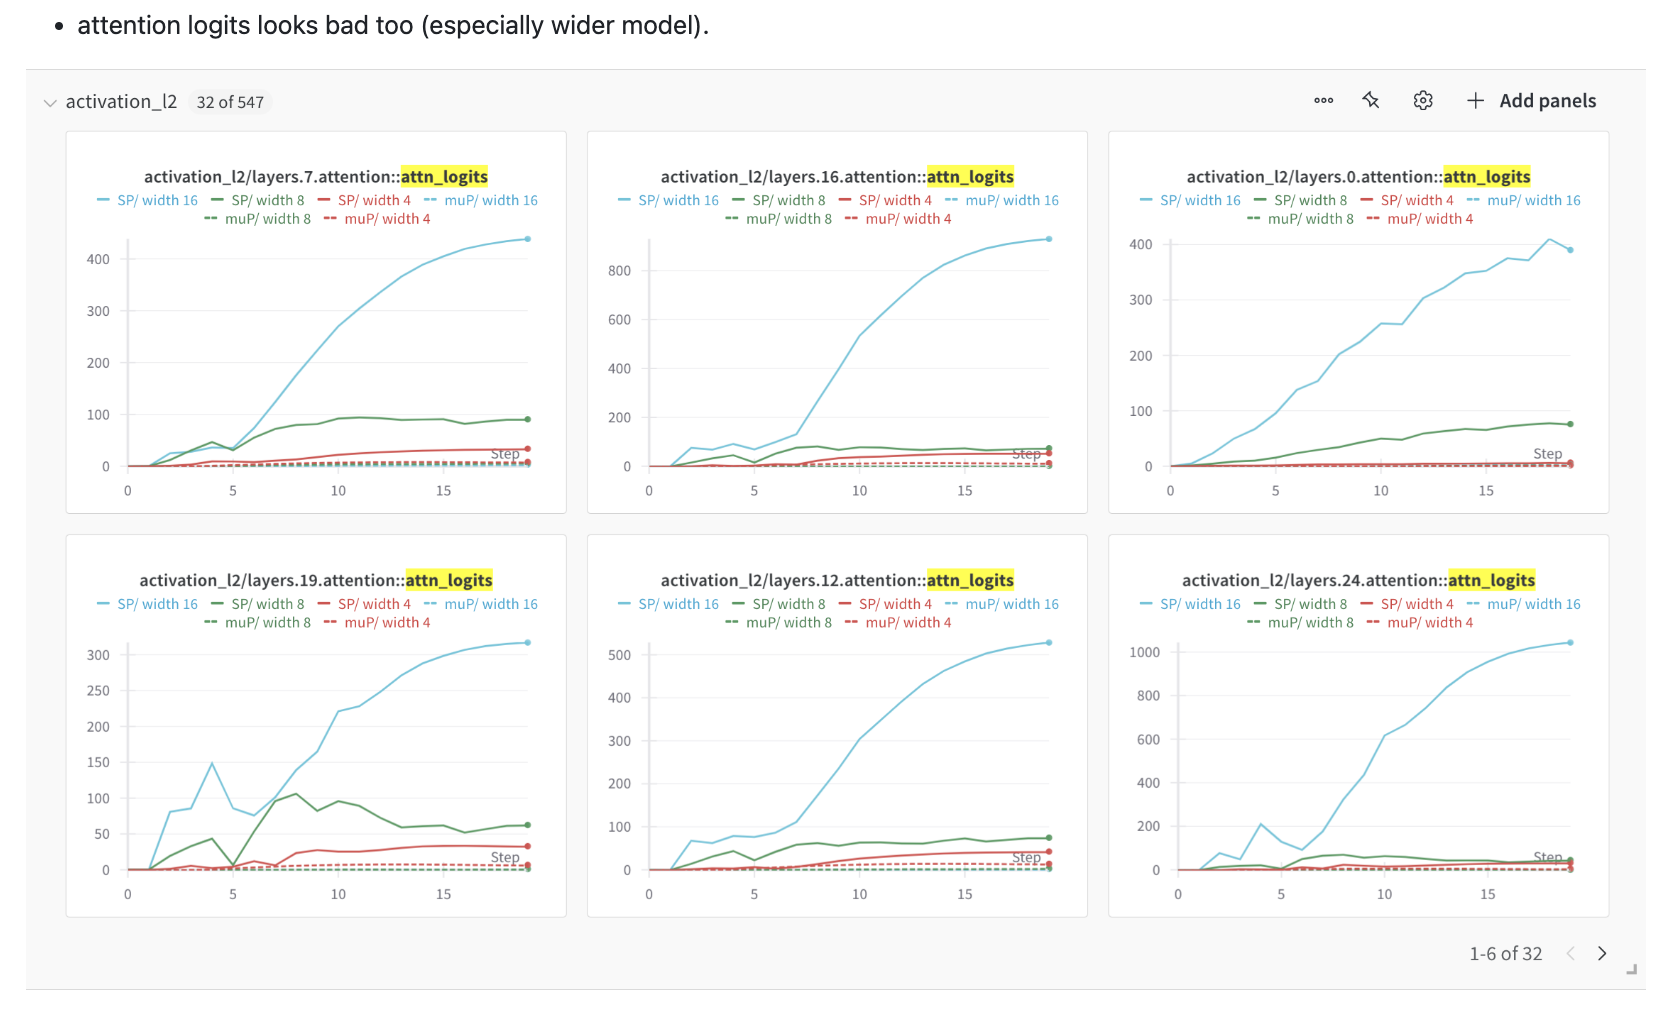 • attention logits looks bad too (especially wider model).
activation_l2 32 of 547
Add panels
activation_l2/layers.7.attention::attn_logits
SP/ width 16 SP/ width 8 SP/ width 4 muP/ width 16
muP/ width 8 muP/ width 4
400
300
200
100
0
Step
0 5 10 15
activation_l2/layers.16.attention::attn_logits
SP/ width 16 SP/ width 8 SP/ width 4 muP/ width 16
muP/ width 8 muP/ width 4
800
600
400
200
0
Step
0 5 10 15
activation_l2/layers.0.attention::attn_logits
SP/ width 16 SP/ width 8 SP/ width 4 muP/ width 16
muP/ width 8 muP/ width 4
400
300
200
100
0
Step
0 5 10 15
activation_l2/layers.19.attention::attn_logits
SP/ width 16 SP/ width 8 SP/ width 4 muP/ width 16
muP/ width 8 muP/ width 4
300
250
200
150
100
50
0
Step
0 5 10 15
activation_l2/layers.12.attention::attn_logits
SP/ width 16 SP/ width 8 SP/ width 4 muP/ width 16
muP/ width 8 muP/ width 4
500
400
300
200
100
0
Step
0 5 10 15
activation_l2/layers.24.attention::attn_logits
SP/ width 16 SP/ width 8 SP/ width 4 muP/ width 16
muP/ width 8 muP/ width 4
1000
800
600
400
200
0
Step
0 5 10 15
1-6 of 32